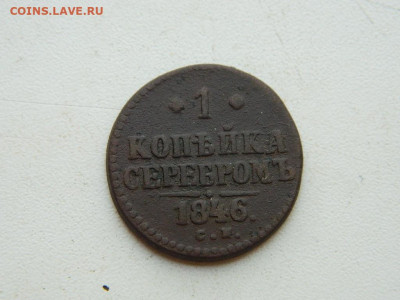 COINS.LAVE.RU
1
КОПѢЙКА
СЕРЕБРОМЪ
1846.